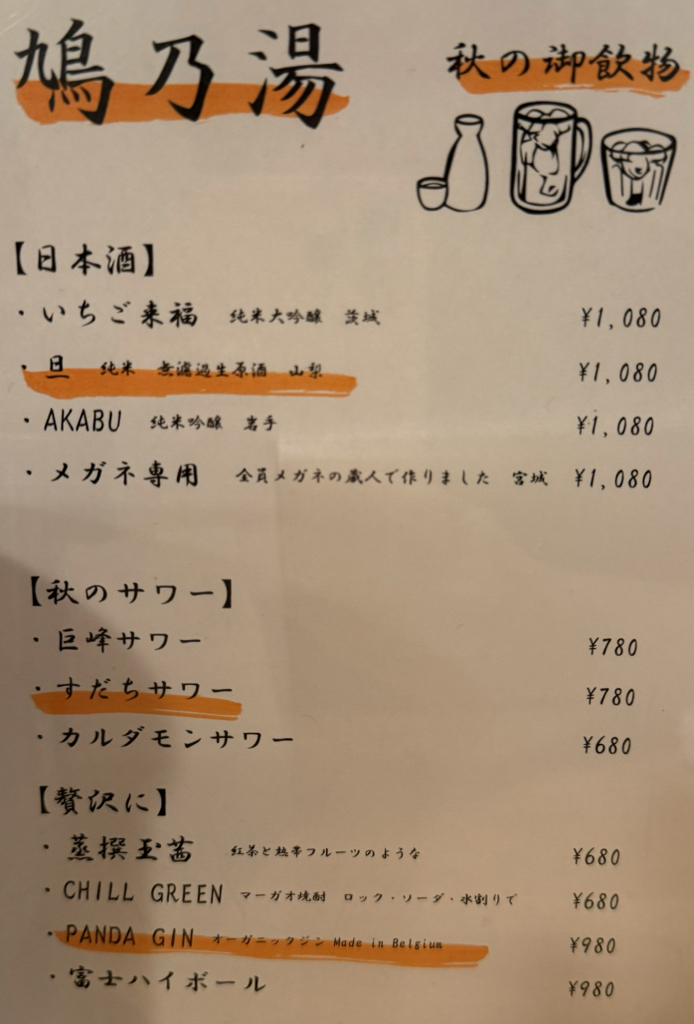 鳩乃湯
秋の御飲物
【日本酒】
・いちご来福 純米大吟醸 茨城 ¥1,080
・旦 純米 無濾過生原酒 山梨 ¥1,080
・AKABU 純米吟醸 岩手 ¥1,080
・メガネ専用 全員メガネの蔵人で作りました 宮城 ¥1,080
【秋のサワー】
・巨峰サワー ¥780
・すだちサワー ¥780
・カルダモンサワー ¥680
【贅沢に】
・蒸撰玉茜 紅茶と熱帯フルーツのような ¥680
・CHILL GREEN マーガオ焼酎 ロック・ソーダ・水割りで ¥680
・PANDA GIN オーガニックジン Made in Belgium ¥980
・富士ハイボール ¥980